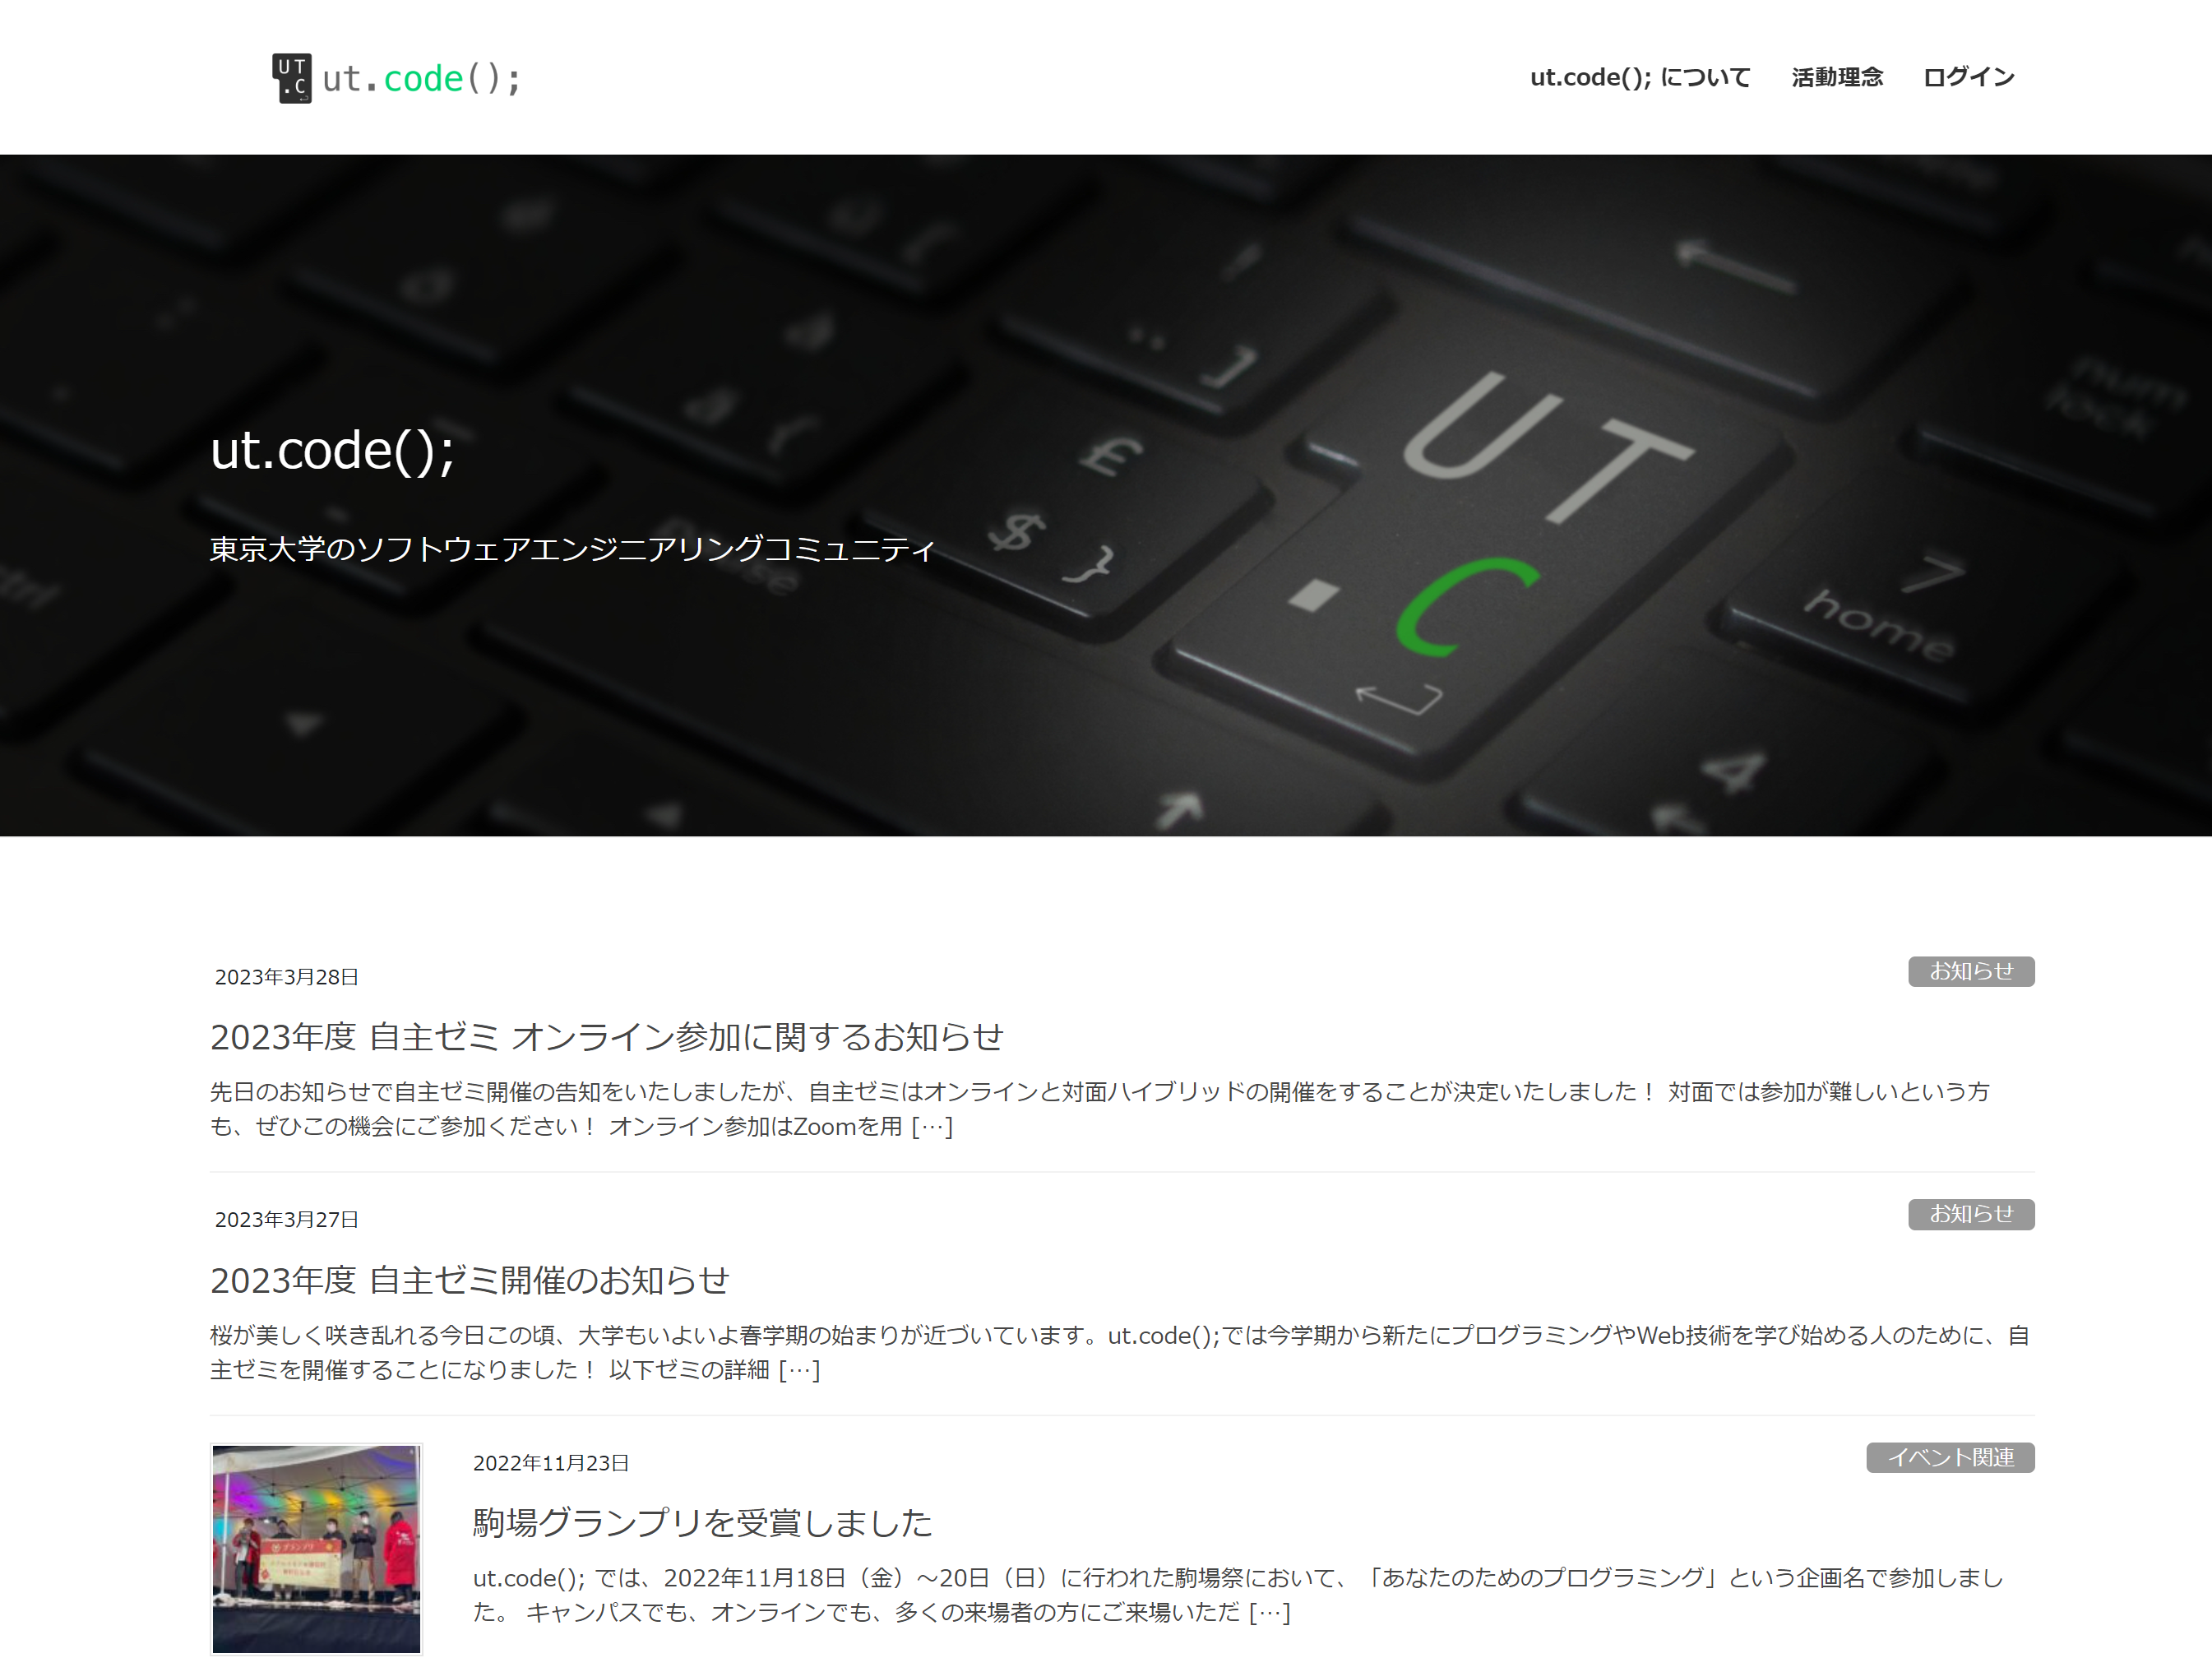 UT
.C
ut.code();
ut.code(); について 活動理念 ログイン
ut.code();
東京大学のソフトウェアエンジニアリングコミュニティ
!
]
£
$ }
UT
.C
7
home
num
lock
4
pause
ctrl
2023年3月28日 お知らせ
2023年度 自主ゼミ オンライン参加に関するお知らせ
先日のお知らせで自主ゼミ開催の告知をいたしましたが、自主ゼミはオンラインと対面ハイブリッドの開催をすることが決定いたしました！ 対面では参加が難しいという方
も、ぜひこの機会にご参加ください！ オンライン参加はZoomを用 […]
2023年3月27日 お知らせ
2023年度 自主ゼミ開催のお知らせ
桜が美しく咲き乱れる今日この頃、大学もいよいよ春学期の始まりが近づいています。ut.code();では今学期から新たにプログラミングやWeb技術を学び始める人のために、自
主ゼミを開催することになりました！ 以下ゼミの詳細 […]
2022年11月23日 イベント関連
駒場グランプリを受賞しました
ut.code(); では、2022年11月18日（金）～20日（日）に行われた駒場祭において、「あなたのためのプログラミング」という企画名で参加しまし
た。 キャンパスでも、オンラインでも、多くの来場者の方にご来場いただ […]
グランプリ